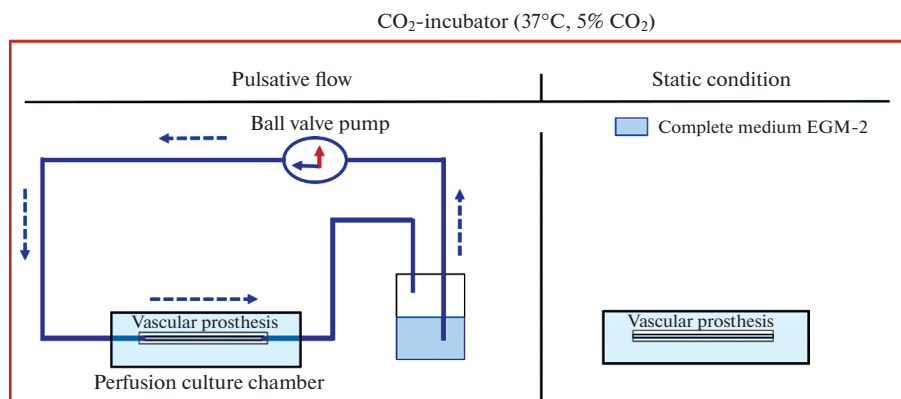 CO₂-incubator (37°C, 5% CO₂)
Pulsative flow
Static condition
Ball valve pump
Complete medium EGM-2
Vascular prosthesis
Perfusion culture chamber
Vascular prosthesis